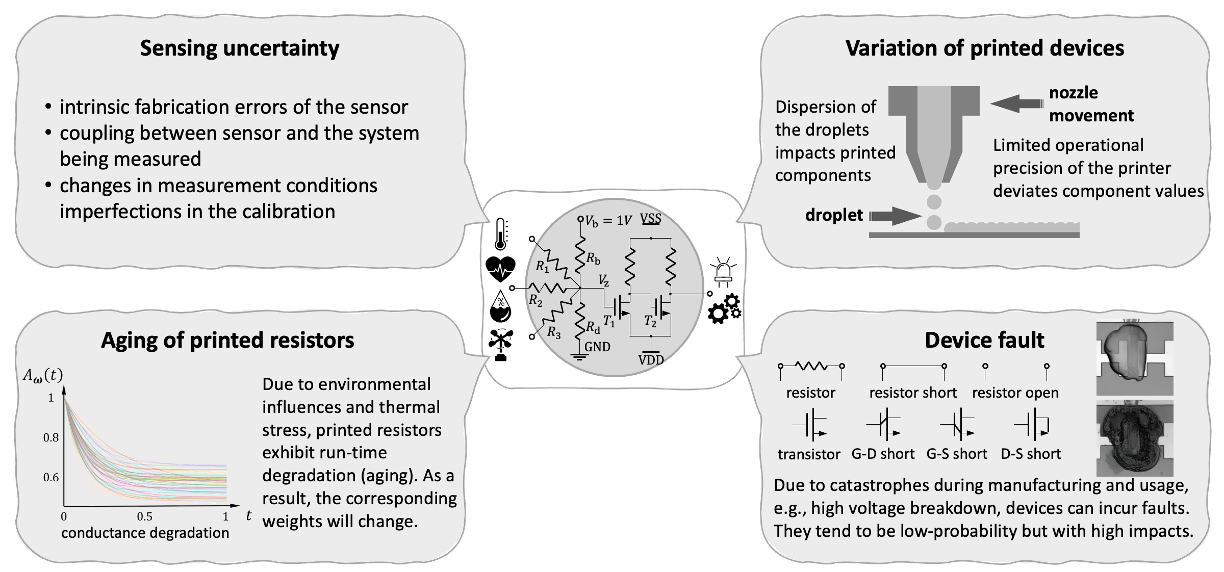 Sensing uncertainty
• intrinsic fabrication errors of the sensor
• coupling between sensor and the system
being measured
• changes in measurement conditions
imperfections in the calibration
Variation of printed devices
Dispersion of
the droplets
impacts printed
components
nozzle
movement
Limited operational
precision of the printer
deviates component values
droplet
V_b = 1V
VSS
R_1
R_b
R_2
V_z
R_3
R_d
T_1
T_2
GND
VDD
Aging of printed resistors
A_ω(t)
1
0.8
0.6
0
0.5
1
t
conductance degradation
Due to environmental
influences and thermal
stress, printed resistors
exhibit run-time
degradation (aging). As a
result, the corresponding
weights will change.
Device fault
resistor
resistor short
resistor open
transistor
G-D short
G-S short
D-S short
Due to catastrophes during manufacturing and usage,
e.g., high voltage breakdown, devices can incur faults.
They tend to be low-probability but with high impacts.